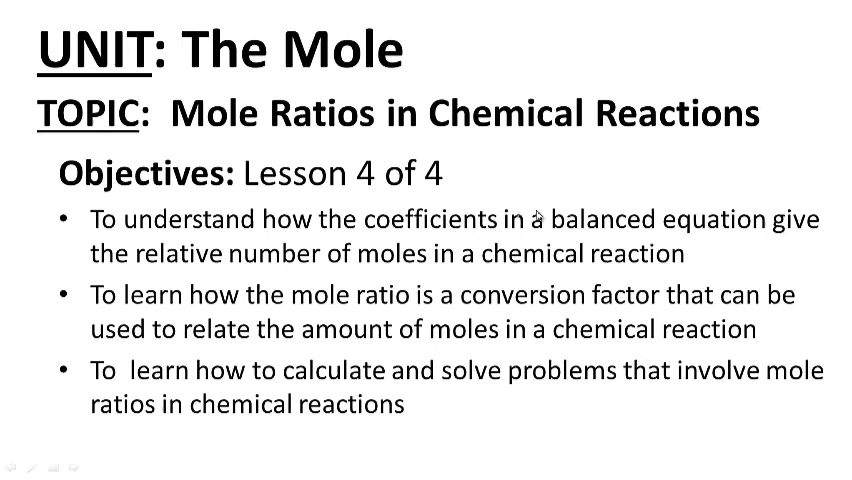 UNIT: The Mole
TOPIC: Mole Ratios in Chemical Reactions
Objectives: Lesson 4 of 4
• To understand how the coefficients in a balanced equation give
the relative number of moles in a chemical reaction
• To learn how the mole ratio is a conversion factor that can be
used to relate the amount of moles in a chemical reaction
• To learn how to calculate and solve problems that involve mole
ratios in chemical reactions